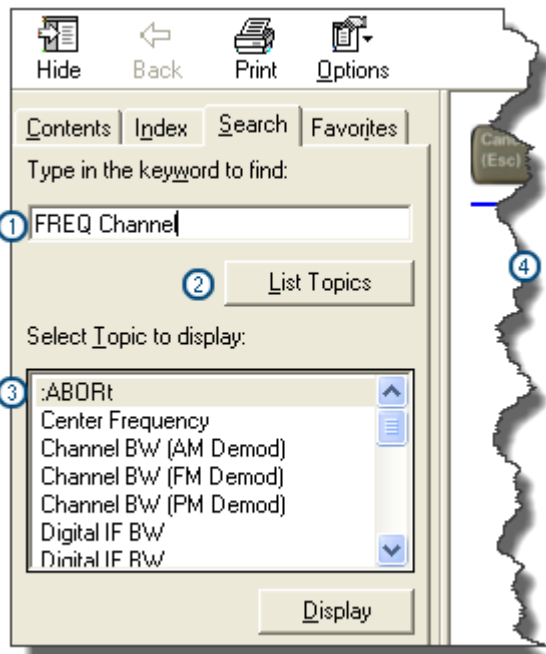 Hide Back Print Options
Contents Index Search Favorites
Type in the keyword to find:
1 FREQ Channel
2 List Topics
Select Topic to display:
3 :ABORt
Center Frequency
Channel BW (AM Demod)
Channel BW (FM Demod)
Channel BW (PM Demod)
Digital IF BW
Digital IF BW
Display
Canc
(Esc)
4